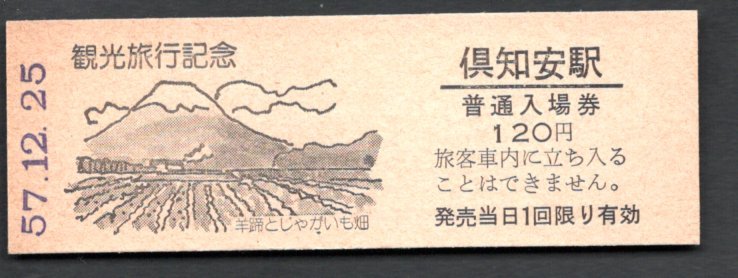 57.12.25
観光旅行記念
羊蹄とじゃがいも畑
倶知安駅
普通入場券
120円
旅客車内に立ち入る
ことはできません。
発売当日1回限り有効